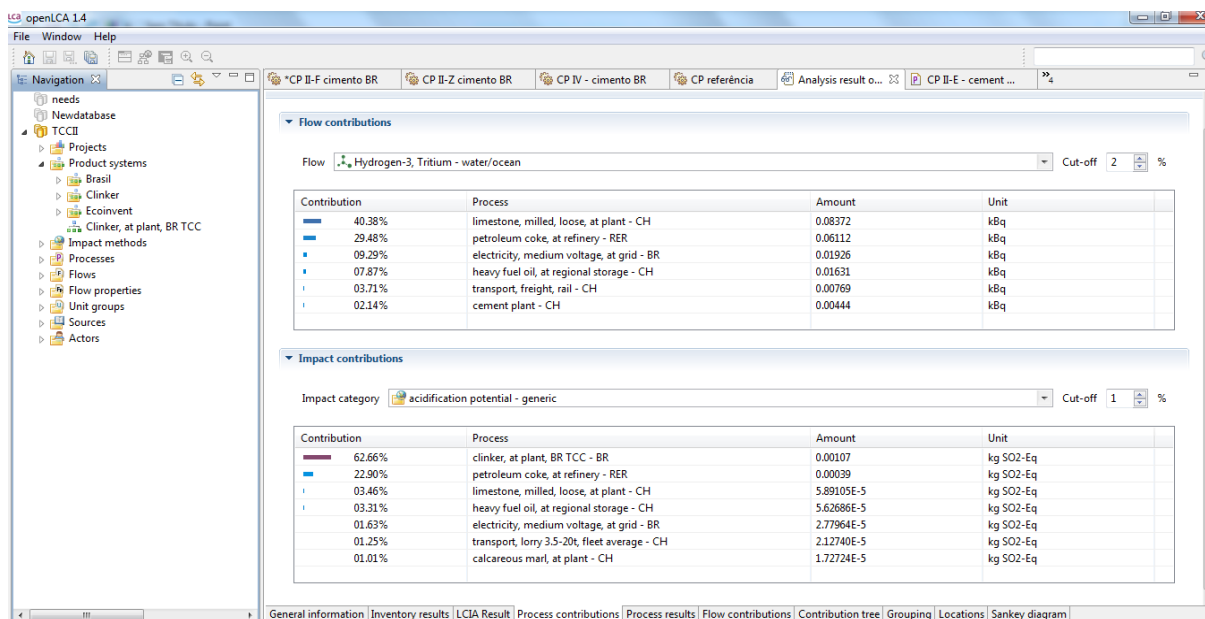 LCa openLCA 1.4
File Window Help
Navigation
needs
Newdatabase
TCCII
Projects
Product systems
Brasil
Clinker
Ecoinvent
Clinker, at plant, BR TCC
Impact methods
Processes
Flows
Flow properties
Unit groups
Sources
Actors
*CP II-F cimento BR CP II-Z cimento BR CP IV - cimento BR CP referência Analysis result o... CP II-E - cement ... »4
Flow contributions
Flow Hydrogen-3, Tritium - water/ocean Cut-off 2 %
Contribution Process Amount Unit
40.38% limestone, milled, loose, at plant - CH 0.08372 kBq
29.48% petroleum coke, at refinery - RER 0.06112 kBq
09.29% electricity, medium voltage, at grid - BR 0.01926 kBq
07.87% heavy fuel oil, at regional storage - CH 0.01631 kBq
03.71% transport, freight, rail - CH 0.00769 kBq
02.14% cement plant - CH 0.00444 kBq
Impact contributions
Impact category acidification potential - generic Cut-off 1 %
Contribution Process Amount Unit
62.66% clinker, at plant, BR TCC - BR 0.00107 kg SO2-Eq
22.90% petroleum coke, at refinery - RER 0.00039 kg SO2-Eq
03.46% limestone, milled, loose, at plant - CH 5.89105E-5 kg SO2-Eq
03.31% heavy fuel oil, at regional storage - CH 5.62686E-5 kg SO2-Eq
01.63% electricity, medium voltage, at grid - BR 2.77964E-5 kg SO2-Eq
01.25% transport, lorry 3.5-20t, fleet average - CH 2.12740E-5 kg SO2-Eq
01.01% calcareous marl, at plant - CH 1.72724E-5 kg SO2-Eq
General information Inventory results LCIA Result Process contributions Process results Flow contributions Contribution tree Grouping Locations Sankey diagram